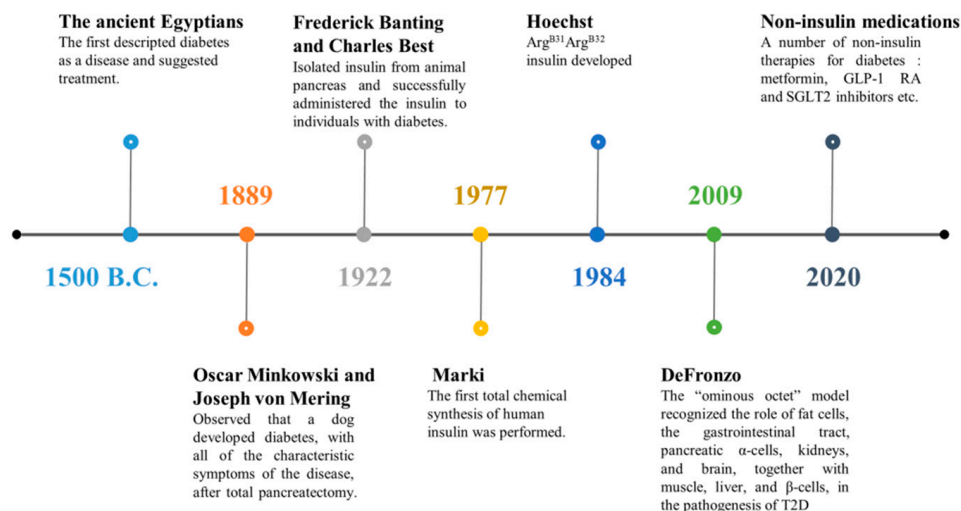 The ancient Egyptians
The first descripted diabetes
as a disease and suggested
treatment.
Frederick Banting
and Charles Best
Isolated insulin from animal
pancreas and successfully
administered the insulin to
individuals with diabetes.
Hoechst
Arg^B31Arg^B32
insulin developed
Non-insulin medications
A number of non-insulin
therapies for diabetes :
metformin, GLP-1 RA
and SGLT2 inhibitors etc.
1889
1977
2009
1500 B.C.
1922
1984
2020
Oscar Minkowski and
Joseph von Mering
Observed that a dog
developed diabetes, with
all of the characteristic
symptoms of the disease,
after total pancreatectomy.
Marki
The first total chemical
synthesis of human
insulin was performed.
DeFronzo
The “ominous octet” model
recognized the role of fat cells,
the gastrointestinal tract,
pancreatic α-cells, kidneys,
and brain, together with
muscle, liver, and β-cells, in
the pathogenesis of T2D